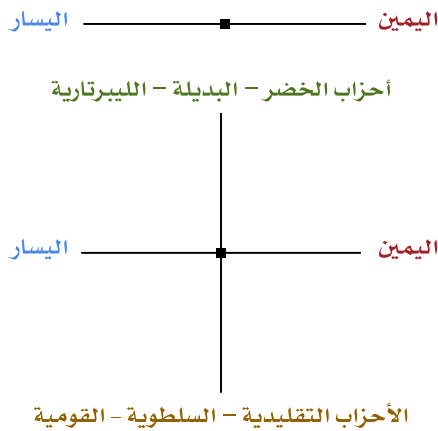 اليمين اليسار
أحزاب الخضر – البديلة – الليبرتارية
اليمين اليسار
الأحزاب التقليدية – السلطوية – القومية